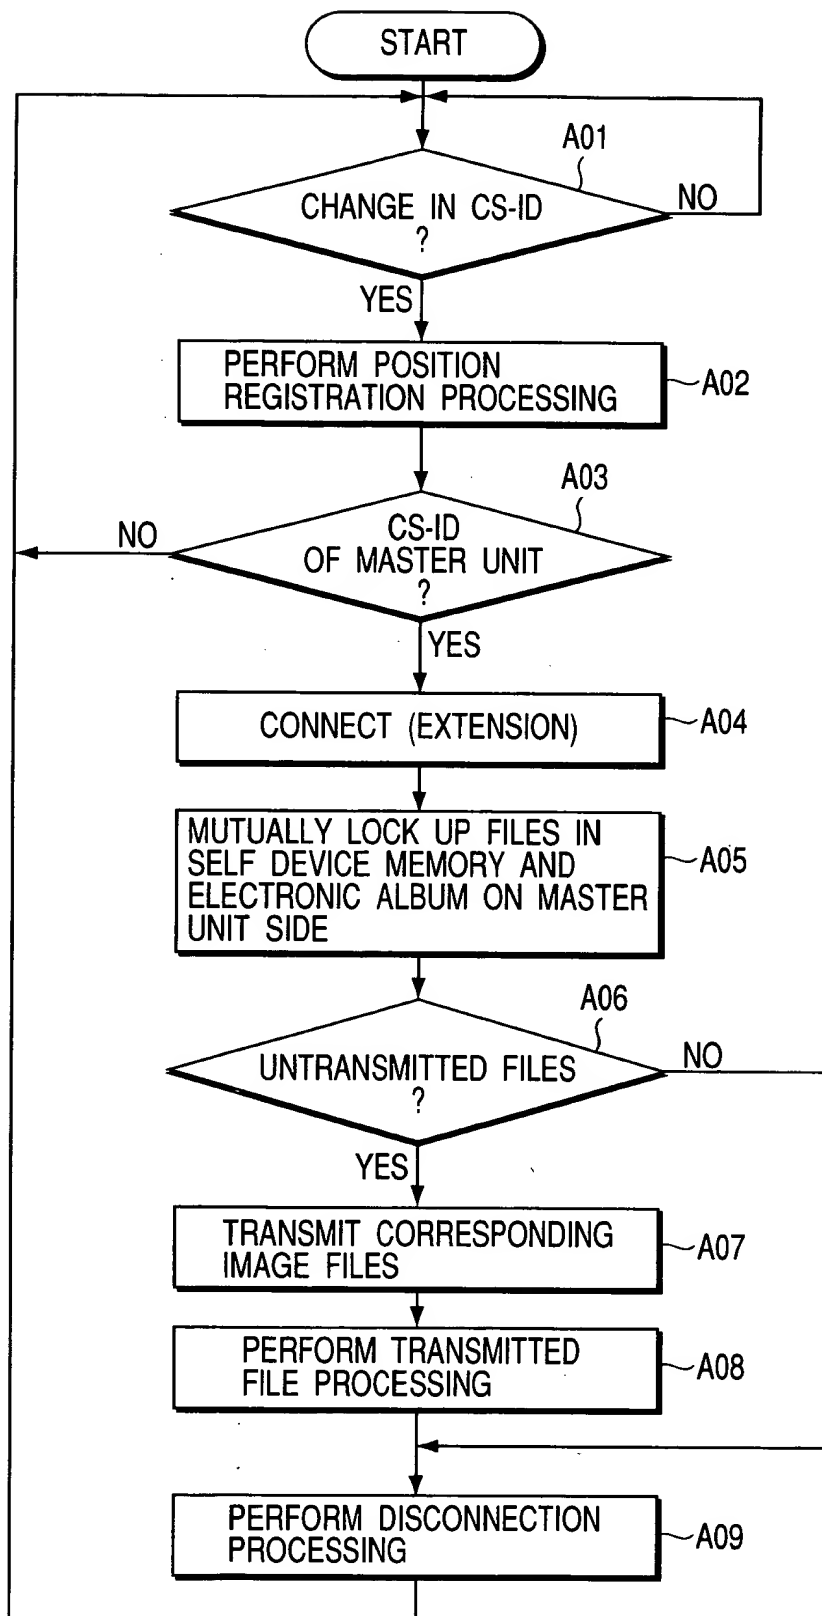 START
A01
CHANGE IN CS-ID
?
NO
YES
PERFORM POSITION
REGISTRATION PROCESSING
A02
A03
CS-ID
OF MASTER UNIT
?
NO
YES
CONNECT (EXTENSION)
A04
MUTUALLY LOCK UP FILES IN
SELF DEVICE MEMORY AND
ELECTRONIC ALBUM ON MASTER
UNIT SIDE
A05
A06
UNTRANSMITTED FILES
?
NO
YES
TRANSMIT CORRESPONDING
IMAGE FILES
A07
PERFORM TRANSMITTED
FILE PROCESSING
A08
PERFORM DISCONNECTION
PROCESSING
A09